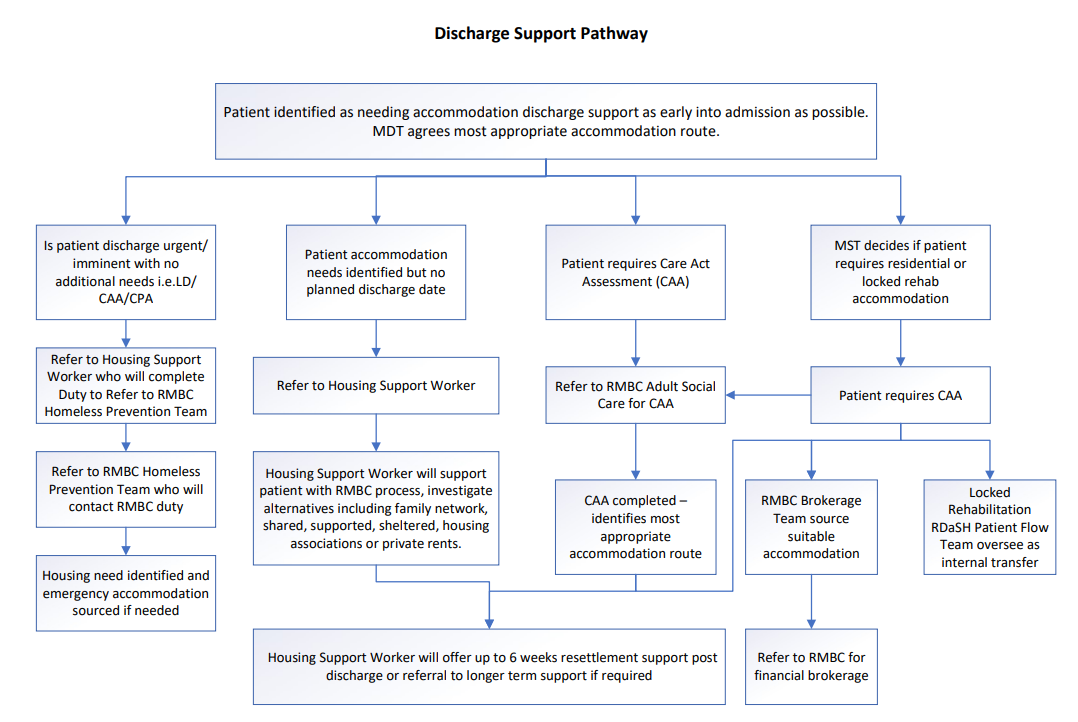 Discharge Support Pathway
Patient identified as needing accommodation discharge support as early into admission as possible.
MDT agrees most appropriate accommodation route.
Is patient discharge urgent/
imminent with no
additional needs i.e.LD/
CAA/CPA
Patient accommodation
needs identified but no
planned discharge date
Patient requires Care Act
Assessment (CAA)
MST decides if patient
requires residential or
locked rehab
accommodation
Refer to Housing Support
Worker who will complete
Duty to Refer to RMBC
Homeless Prevention Team
Refer to Housing Support Worker
Refer to RMBC Adult Social
Care for CAA
Patient requires CAA
Refer to RMBC Homeless
Prevention Team who will
contact RMBC duty
Housing Support Worker will support
patient with RMBC process, investigate
alternatives including family network,
shared, supported, sheltered, housing
associations or private rents.
CAA completed –
identifies most
appropriate
accommodation route
RMBC Brokerage
Team source
suitable
accommodation
Locked
Rehabilitation
RDaSH Patient Flow
Team oversee as
internal transfer
Housing need identified and
emergency accommodation
sourced if needed
Housing Support Worker will offer up to 6 weeks resettlement support post
discharge or referral to longer term support if required
Refer to RMBC for
financial brokerage